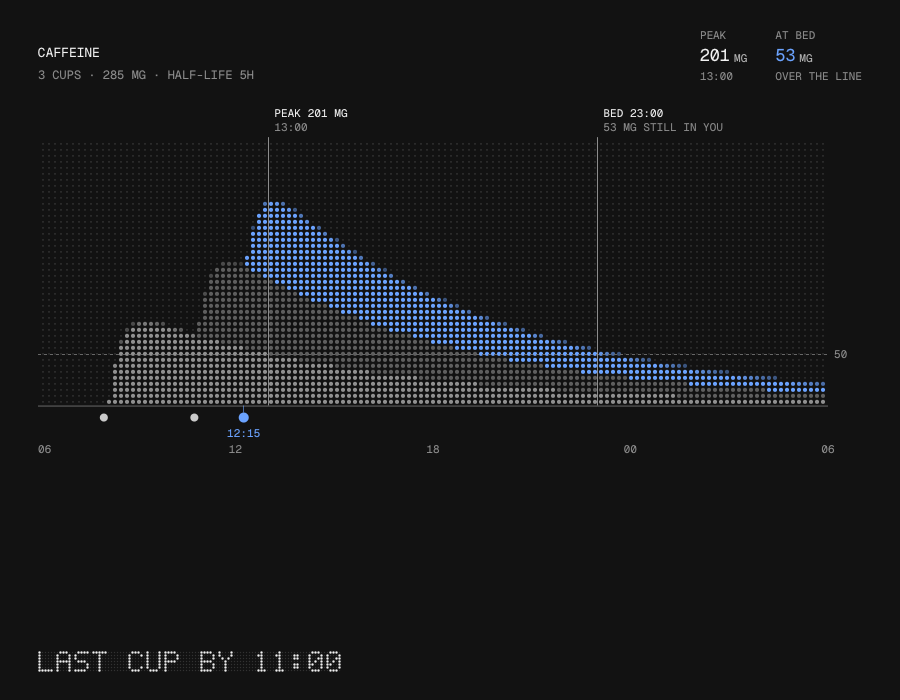 CAFFEINE
3 CUPS · 285 MG · HALF-LIFE 5H
PEAK
201 MG
13:00
AT BED
53 MG
OVER THE LINE
PEAK 201 MG
13:00
BED 23:00
53 MG STILL IN YOU
50
12:15
06 12 18 00 06
LAST CUP BY 11:00